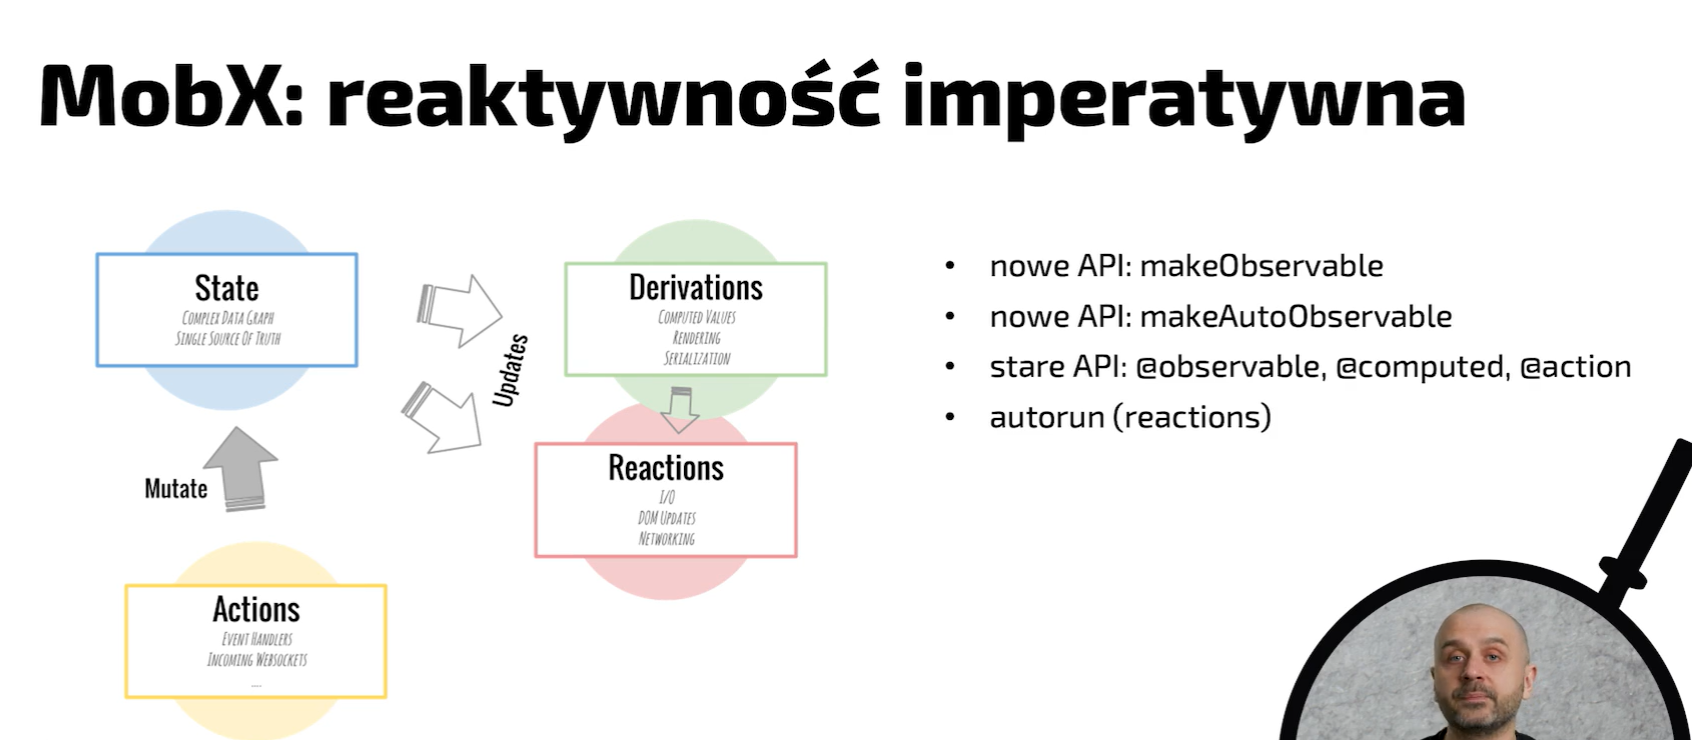 MobX: reaktywność imperatywna
State
Complex Data Graph
Single Source Of Truth
Updates
Derivations
Computed Values
Rendering
Serialization
Reactions
I/O
DOM Updates
Networking
Mutate
Actions
Event Handlers
Incoming Websockets
....
• nowe API: makeObservable
• nowe API: makeAutoObservable
• stare API: @observable, @computed, @action
• autorun (reactions)